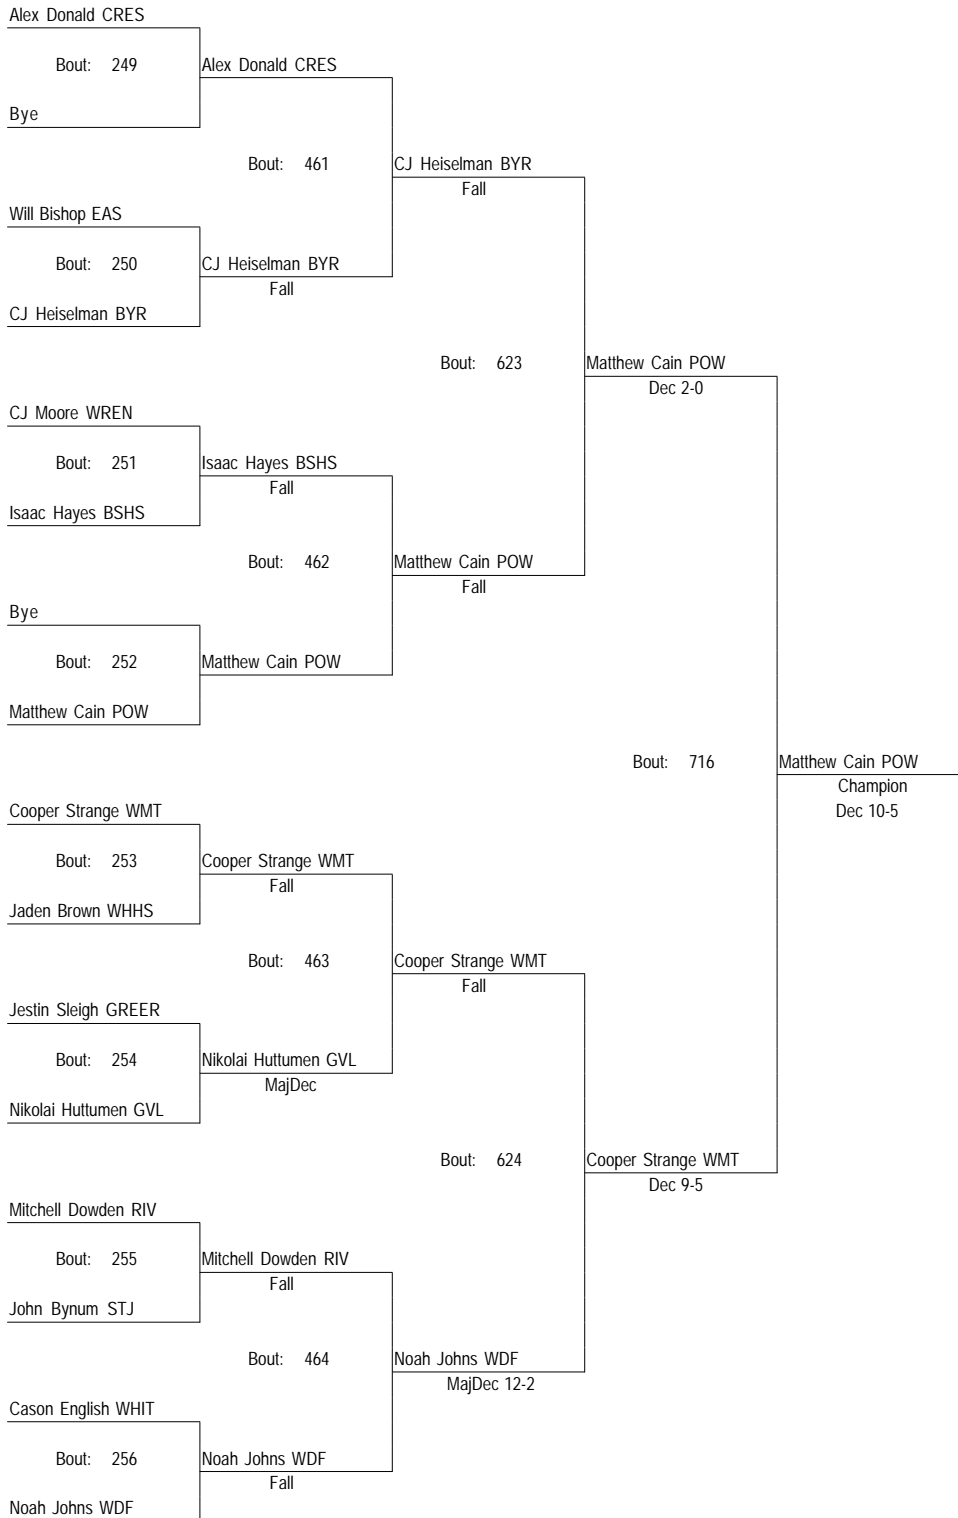 Alex Donald CRES
Bout: 249 Alex Donald CRES
Bye
Bout: 461 CJ Heiselman BYR
Fall
Will Bishop EAS
Bout: 250 CJ Heiselman BYR
Fall
CJ Heiselman BYR
Bout: 623 Matthew Cain POW
Dec 2-0
CJ Moore WREN
Bout: 251 Isaac Hayes BSHS
Fall
Isaac Hayes BSHS
Bout: 462 Matthew Cain POW
Fall
Bye
Bout: 252 Matthew Cain POW
Matthew Cain POW
Bout: 716 Matthew Cain POW
Champion
Dec 10-5
Cooper Strange WMT
Bout: 253 Cooper Strange WMT
Fall
Jaden Brown WHHS
Bout: 463 Cooper Strange WMT
Fall
Jestin Sleigh GREER
Bout: 254 Nikolai Huttumen GVL
MajDec
Nikolai Huttumen GVL
Bout: 624 Cooper Strange WMT
Dec 9-5
Mitchell Dowden RIV
Bout: 255 Mitchell Dowden RIV
Fall
John Bynum STJ
Bout: 464 Noah Johns WDF
MajDec 12-2
Cason English WHIT
Bout: 256 Noah Johns WDF
Fall
Noah Johns WDF